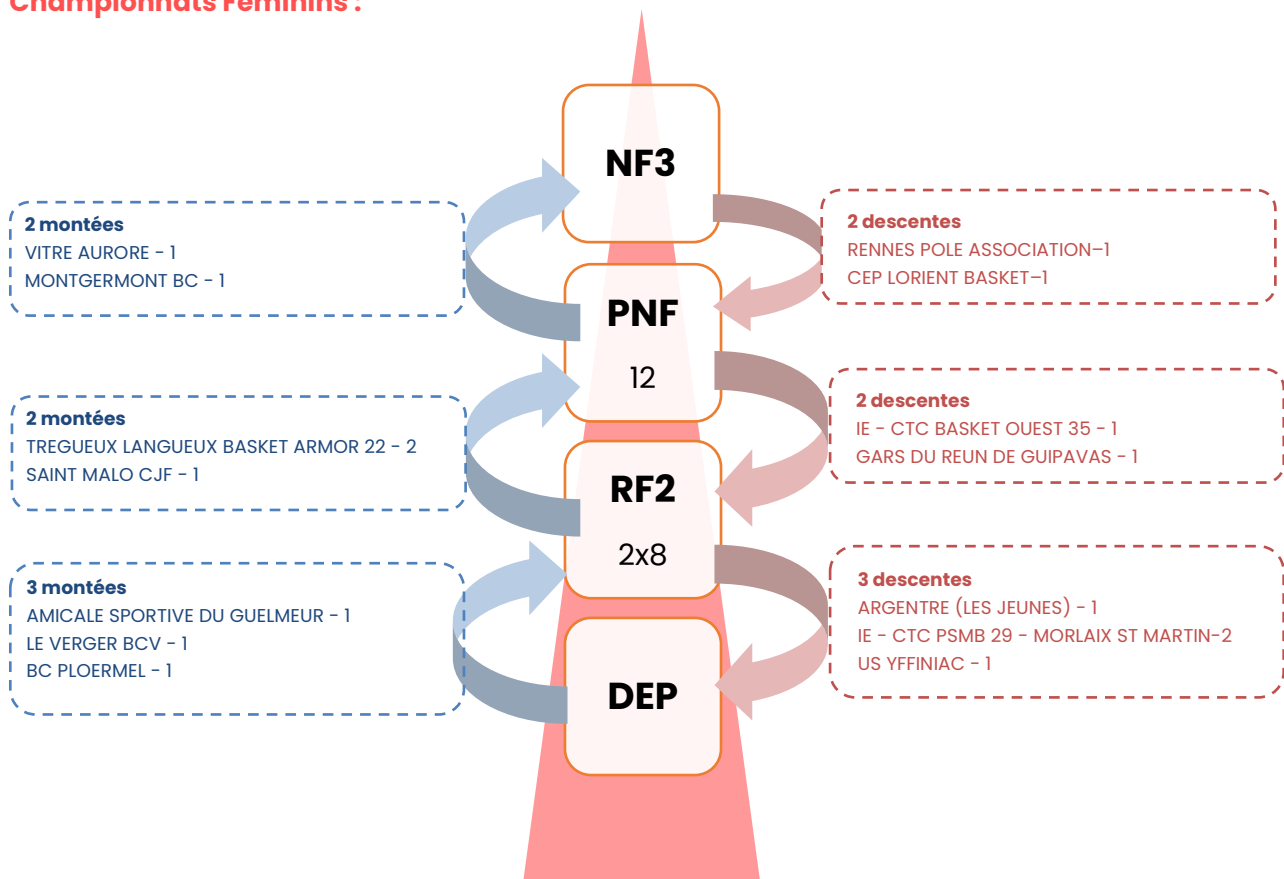 Championnats Féminins :
NF3
2 montées
VITRE AURORE - 1
MONTGERMONT BC - 1
2 descentes
RENNES POLE ASSOCIATION–1
CEP LORIENT BASKET–1
PNF
12
2 montées
TREGUEUX LANGUEUX BASKET ARMOR 22 - 2
SAINT MALO CJF - 1
2 descentes
IE - CTC BASKET OUEST 35 - 1
GARS DU REUN DE GUIPAVAS - 1
RF2
2x8
3 montées
AMICALE SPORTIVE DU GUELMEUR - 1
LE VERGER BCV - 1
BC PLOERMEL - 1
3 descentes
ARGENTRE (LES JEUNES) - 1
IE - CTC PSMB 29 - MORLAIX ST MARTIN-2
US YFFINIAC - 1
DEP